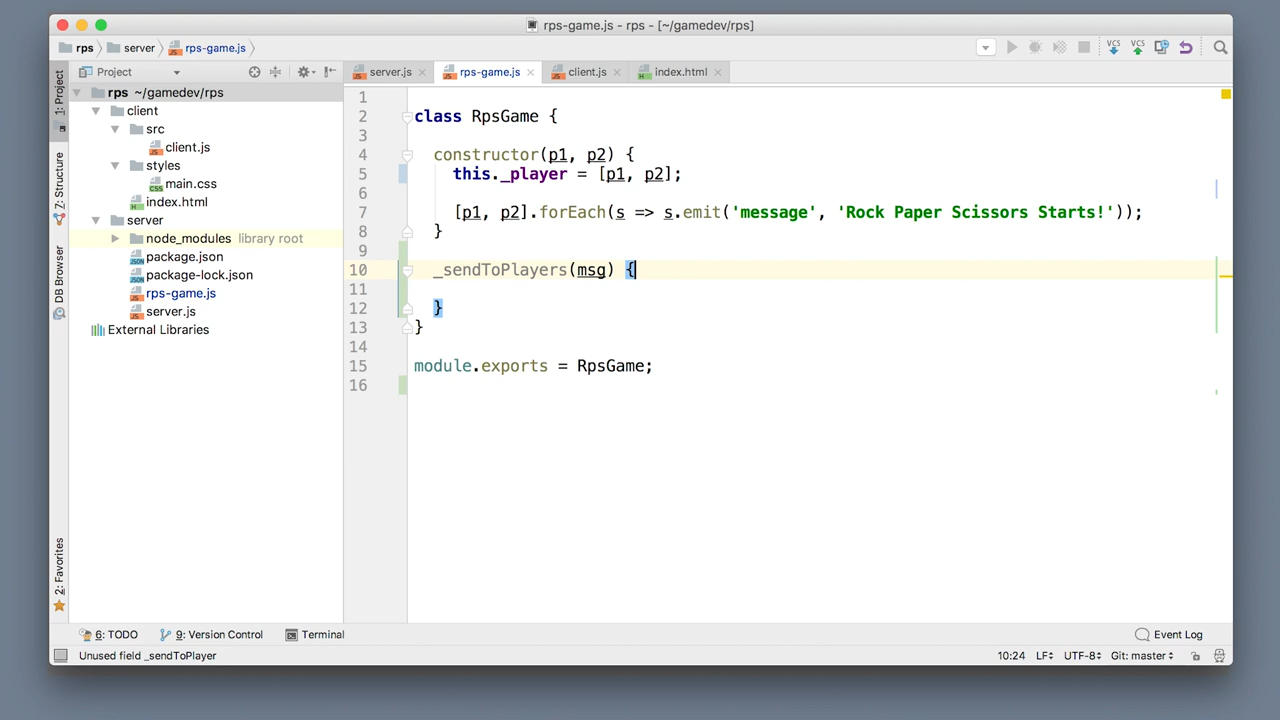 rps-game.js - rps - [~/gamedev/rps]
rps server rps-game.js
VCS VCS
1: Project
7: Structure
DB Browser
2: Favorites
Project
rps ~/gamedev/rps
client
src
client.js
styles
main.css
index.html
server
node_modules library root
package.json
package-lock.json
rps-game.js
server.js
External Libraries
server.js rps-game.js client.js index.html
1
2 class RpsGame {
3
4 constructor(p1, p2) {
5 this._player = [p1, p2];
6
7 [p1, p2].forEach(s => s.emit('message', 'Rock Paper Scissors Starts!'));
8 }
9
10 _sendToPlayers(msg) {
11
12 }
13 }
14
15 module.exports = RpsGame;
16
6: TODO 9: Version Control Terminal Event Log
Unused field _sendToPlayer 10:24 LF UTF-8 Git: master